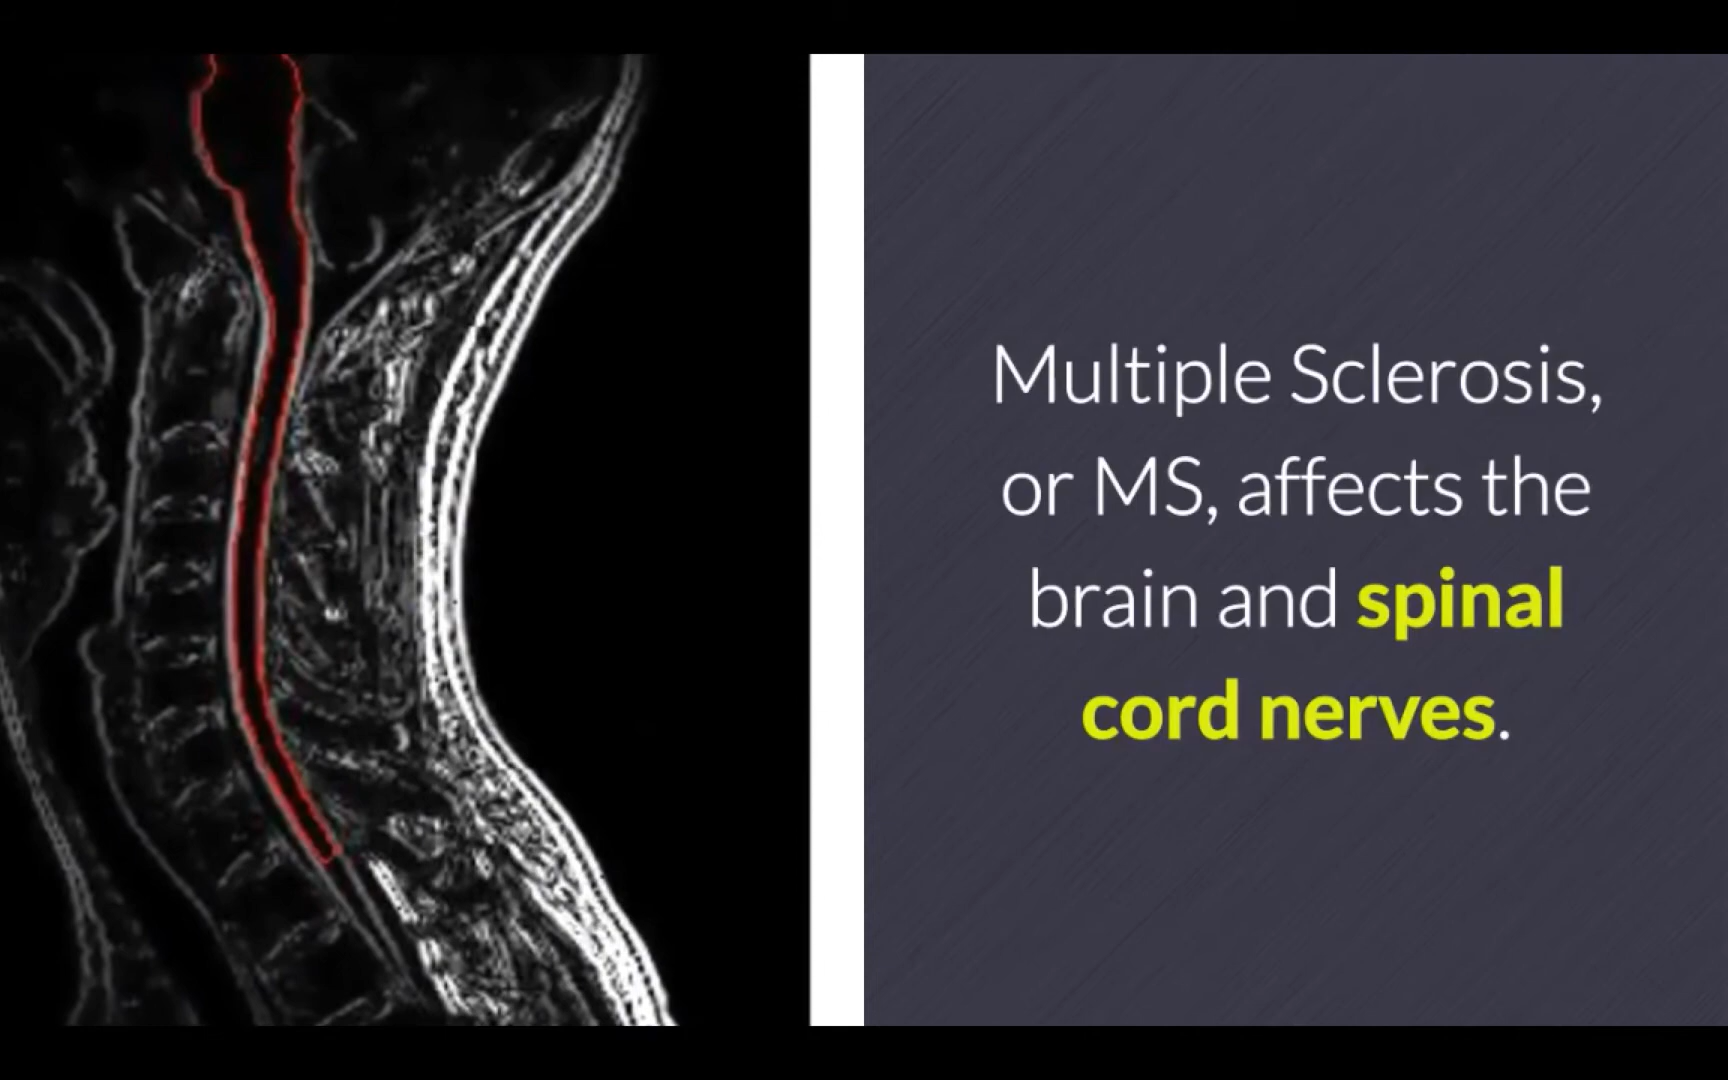 Multiple Sclerosis,
or MS, affects the
brain and spinal
cord nerves.